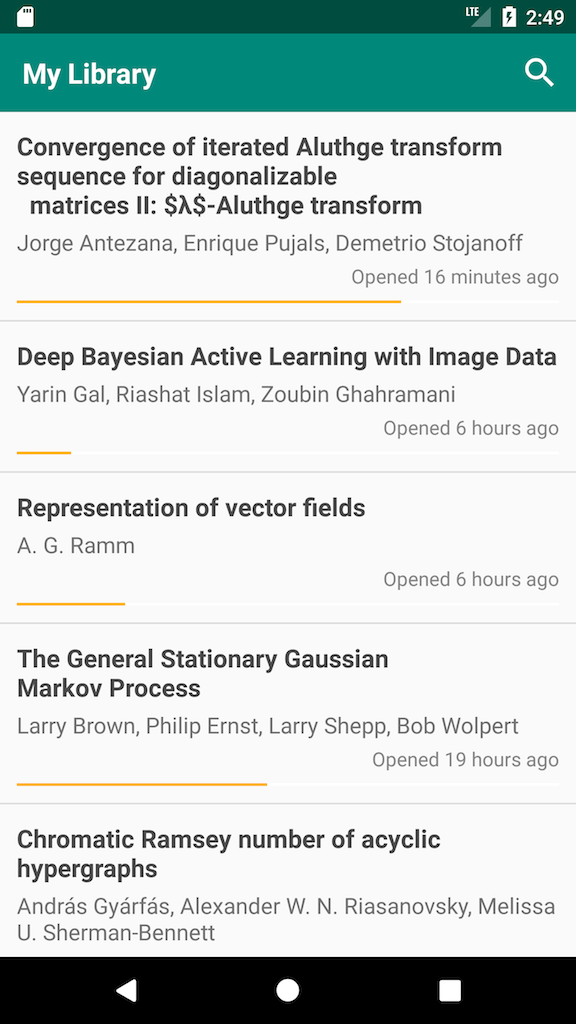 LTE 2:49
My Library
Convergence of iterated Aluthge transform
sequence for diagonalizable
matrices II: $λ$-Aluthge transform
Jorge Antezana, Enrique Pujals, Demetrio Stojanoff
Opened 16 minutes ago
Deep Bayesian Active Learning with Image Data
Yarin Gal, Riashat Islam, Zoubin Ghahramani
Opened 6 hours ago
Representation of vector fields
A. G. Ramm
Opened 6 hours ago
The General Stationary Gaussian
Markov Process
Larry Brown, Philip Ernst, Larry Shepp, Bob Wolpert
Opened 19 hours ago
Chromatic Ramsey number of acyclic
hypergraphs
András Gyárfás, Alexander W. N. Riasanovsky, Melissa
U. Sherman-Bennett